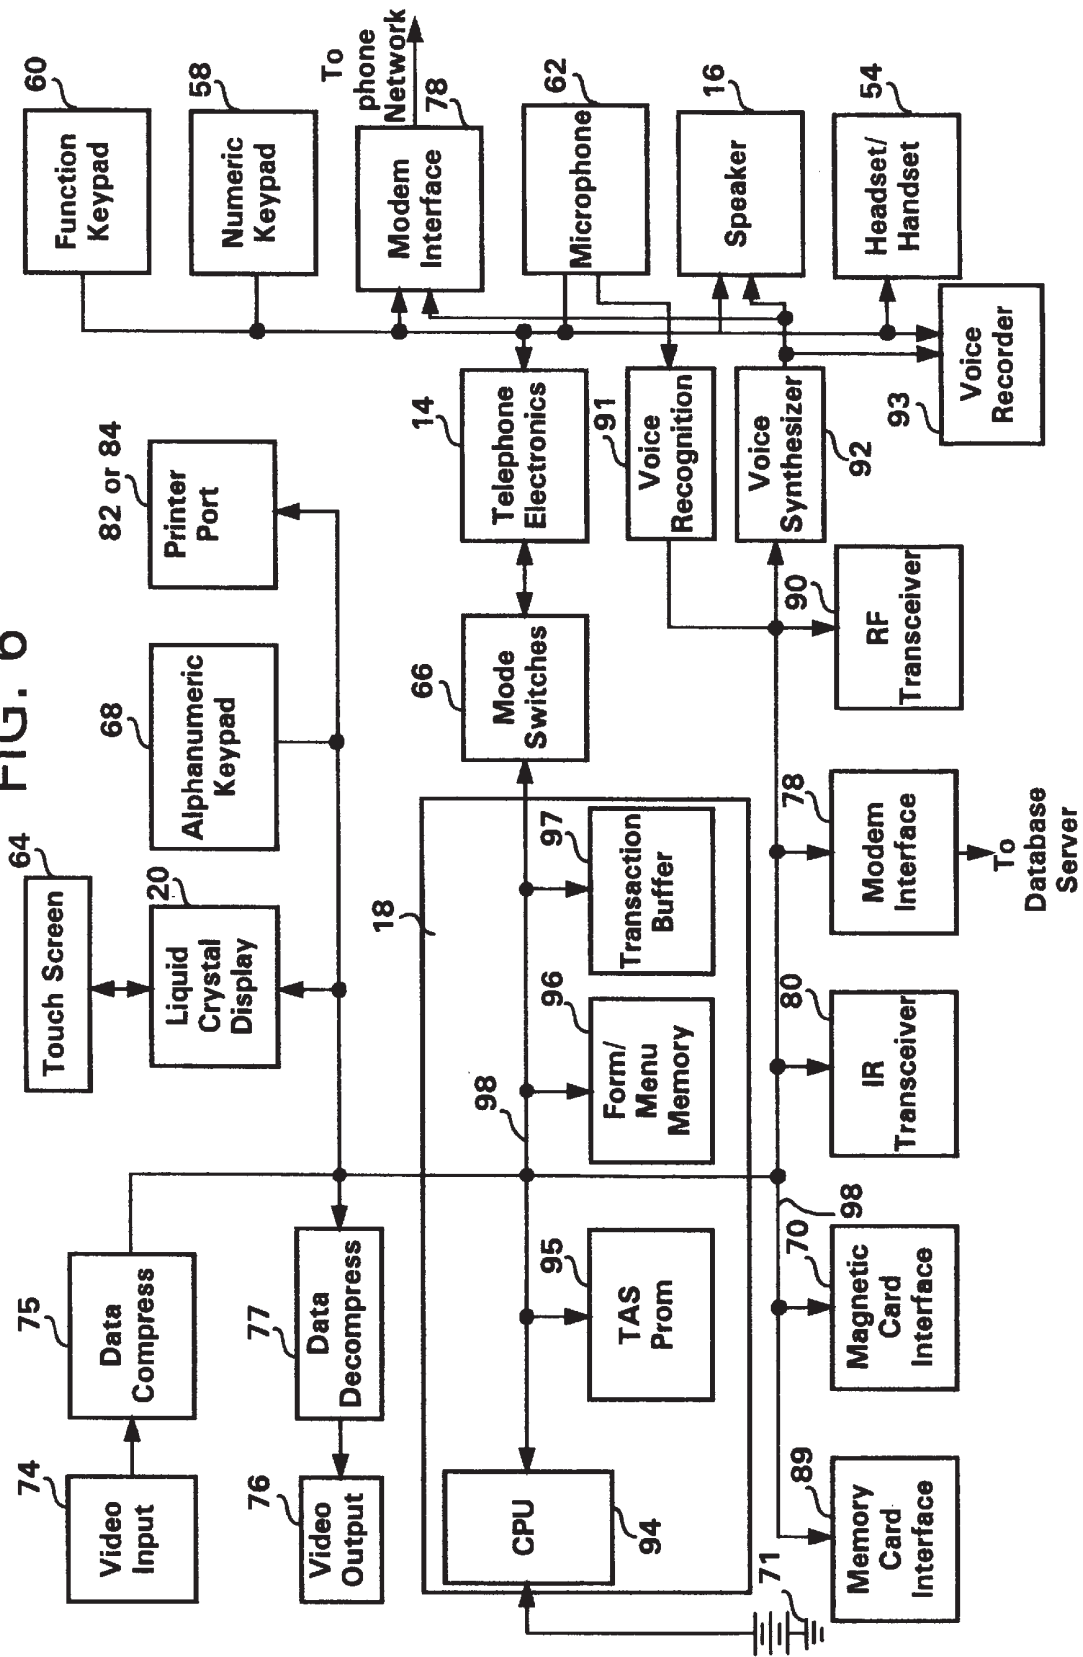 FIG. 6
74
Video
Input
75
Data
Compress
64
Touch Screen
20
Liquid
Crystal
Display
68
Alphanumeric
Keypad
82 or 84
Printer
Port
60
Function
Keypad
58
Numeric
Keypad
To
phone
Network
78
Modem
Interface
62
Microphone
16
Speaker
54
Headset/
Handset
76
Video
Output
77
Data
Decompress
18
94
CPU
98
95
TAS
Prom
96
Form/
Menu
Memory
97
Transaction
Buffer
66
Mode
Switches
14
Telephone
Electronics
91
Voice
Recognition
92
Voice
Synthesizer
93
Voice
Recorder
71
89
Memory
Card
Interface
70
Magnetic
Card
Interface
98
80
IR
Transceiver
78
Modem
Interface
To
Database
Server
90
RF
Transceiver